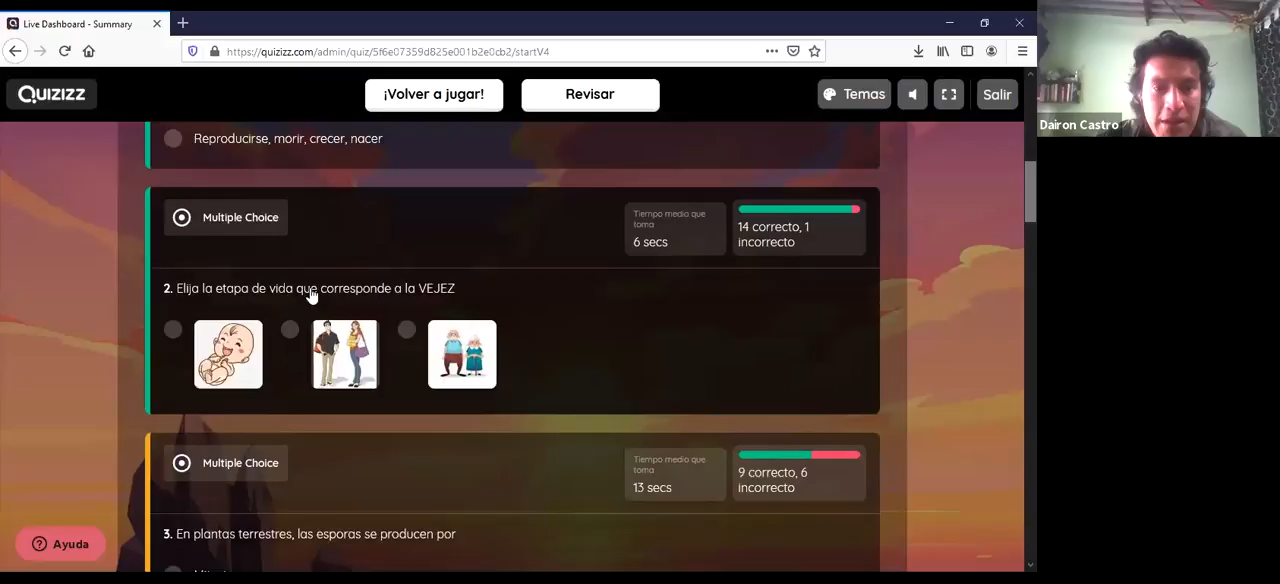 Live Dashboard - Summary
https://quizizz.com/admin/quiz/5f6e07359d825e001b2e0cb2/startV4
QUIZIZZ
¡Volver a jugar!
Revisar
Temas
Salir
Dairon Castro
Reproducirse, morir, crecer, nacer
Multiple Choice
Tiempo medio que
toma
6 secs
14 correcto, 1
incorrecto
2. Elija la etapa de vida que corresponde a la VEJEZ
Multiple Choice
Tiempo medio que
toma
13 secs
9 correcto, 6
incorrecto
3. En plantas terrestres, las esporas se producen por
Ayuda